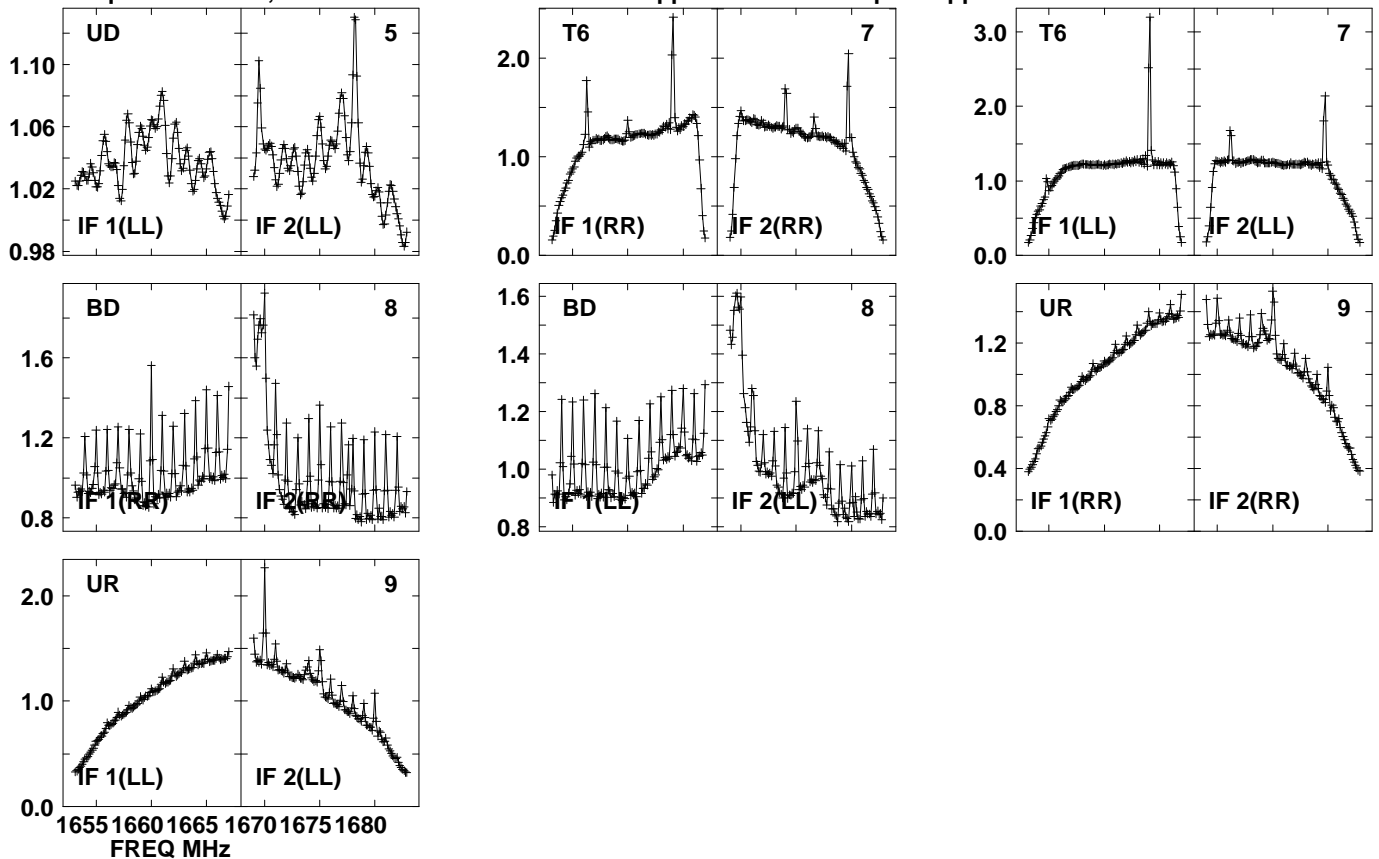 UD 5
1.10
1.06
1.02
0.98
IF 1(LL) IF 2(LL)
T6 7
2.0
1.0
0.0
IF 1(RR) IF 2(RR)
T6 7
3.0
2.0
1.0
0.0
IF 1(LL) IF 2(LL)
BD 8
1.6
1.2
0.8
IF 1(RR) IF 2(RR)
BD 8
1.6
1.4
1.2
1.0
0.8
IF 1(LL) IF 2(LL)
UR 9
1.2
0.8
0.4
0.0
IF 1(RR) IF 2(RR)
UR 9
2.0
1.0
0.0
IF 1(LL) IF 2(LL)
1655 1660 1665 1670 1675 1680
FREQ MHz